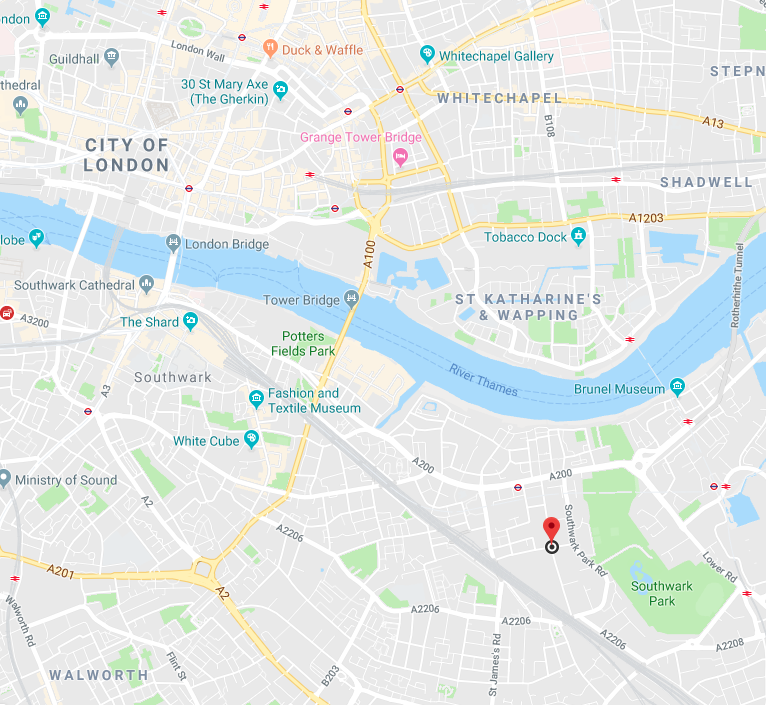 ndon
Duck & Waffle
London Wall
Guildhall
Whitechapel Gallery
STEPN
thedral
30 St Mary Axe
(The Gherkin)
WHITECHAPEL
B108
A13
CITY OF
LONDON
Grange Tower Bridge
SHADWELL
A1203
lobe
London Bridge
A100
Tobacco Dock
Southwark Cathedral
Tower Bridge
ST KATHARINE'S
& WAPPING
Rotherhithe Tunnel
A3200
The Shard
Potters
Fields Park
Southwark
River Thames
A3
Fashion and
Textile Museum
Brunel Museum
White Cube
A200
A200
Ministry of Sound
A2
Southwark Park Rd
A2206
Lower Rd
A201
A2
Southwark
Park
Walworth Rd
A2206
A2206
A2206
A2208
WALWORTH
Flint St
B203
St James's Rd